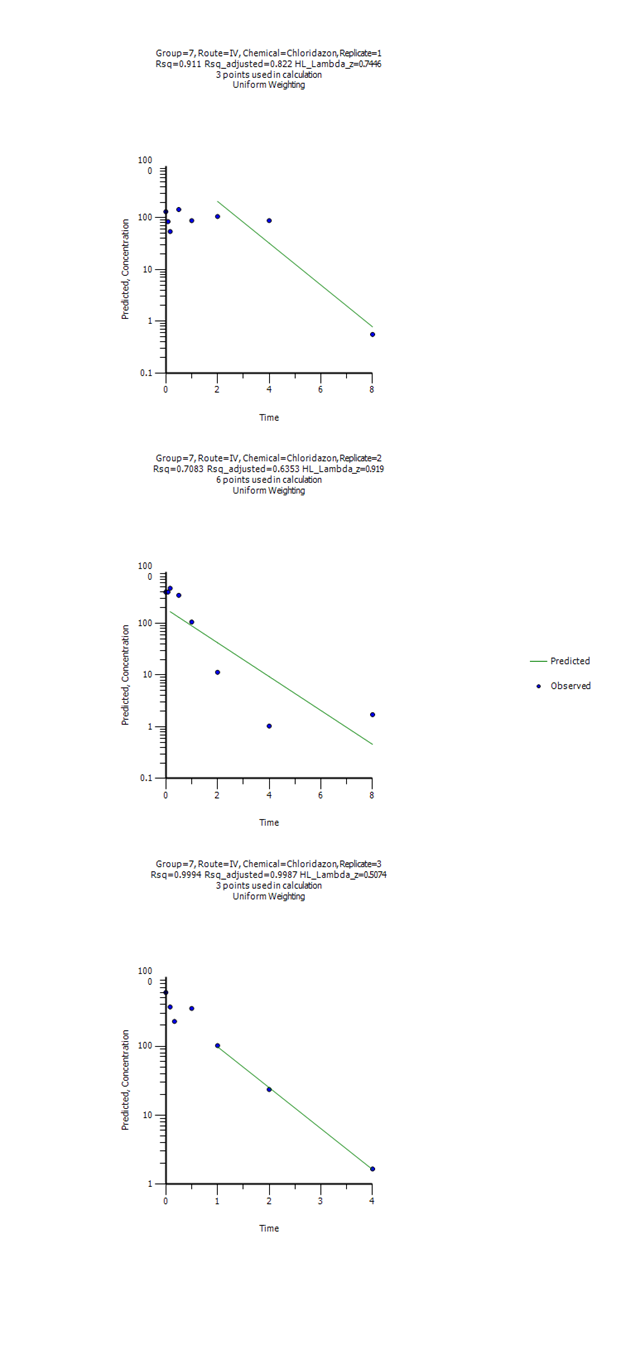 Group=7, Route=IV, Chemical=Chloridazon, Replicate=1
Rsq=0.911 Rsq_adjusted=0.822 HL_Lambda_z=0.7446
3 points used in calculation
Uniform Weighting
100
0
100
10
1
0.1
Predicted, Concentration
0 2 4 6 8
Time
Group=7, Route=IV, Chemical=Chloridazon, Replicate=2
Rsq=0.7083 Rsq_adjusted=0.6353 HL_Lambda_z=0.919
6 points used in calculation
Uniform Weighting
100
0
100
10
1
0.1
Predicted, Concentration
0 2 4 6 8
Time
Predicted
Observed
Group=7, Route=IV, Chemical=Chloridazon, Replicate=3
Rsq=0.9994 Rsq_adjusted=0.9987 HL_Lambda_z=0.5074
3 points used in calculation
Uniform Weighting
100
0
100
10
1
Predicted, Concentration
0 1 2 3 4
Time